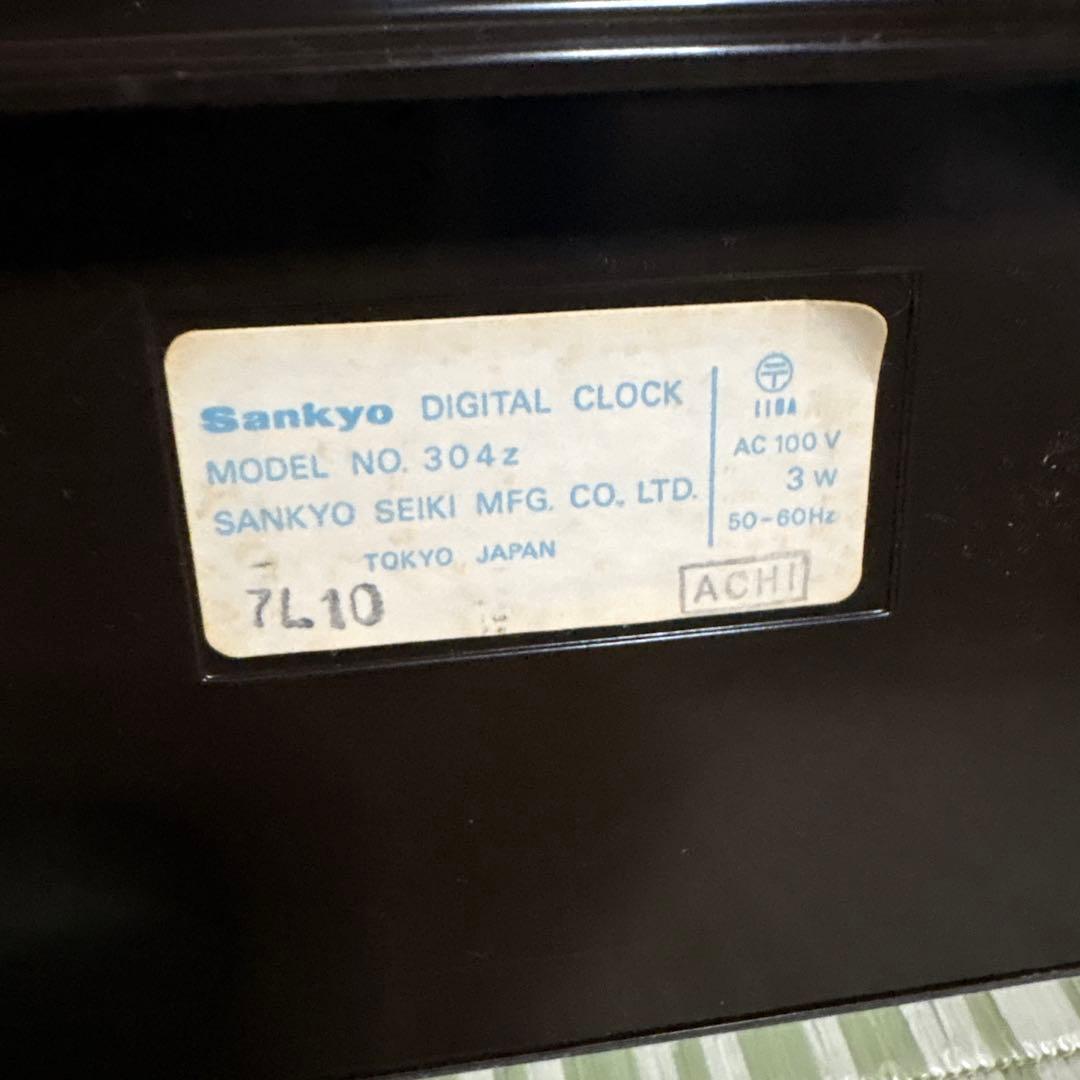 Sankyo DIGITAL CLOCK
MODEL NO. 304z
SANKYO SEIKI MFG. CO., LTD.
TOKYO, JAPAN
7L10
〒
AC 100 V
3 W
50-60Hz
ACHI